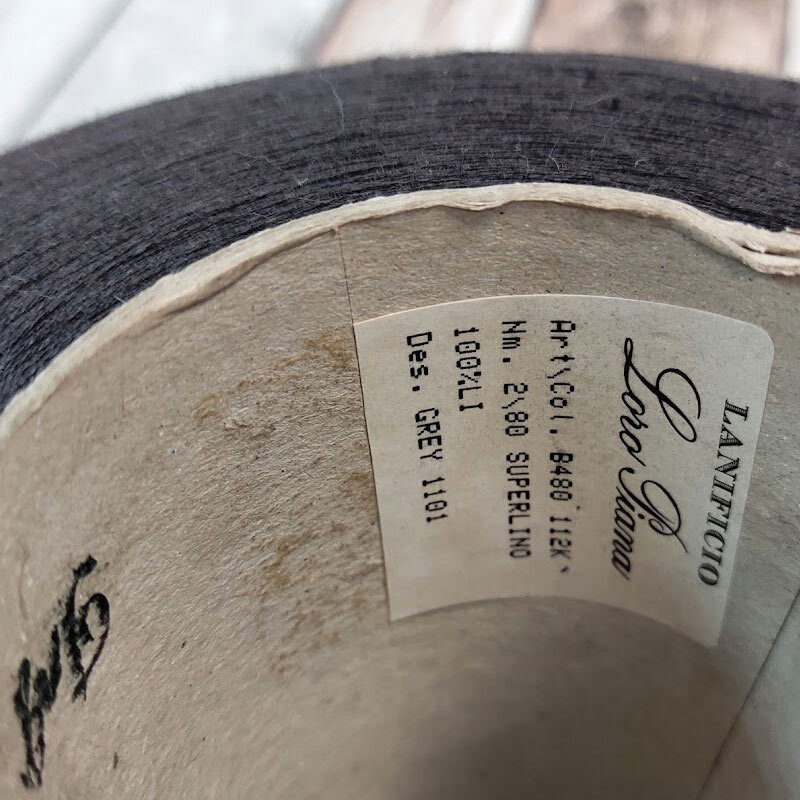 LANIFICIO
Loro Piana
Art\Col. B480 112K
Nm. 2\80 SUPERLINO
100%LI
Des. GREY 1101